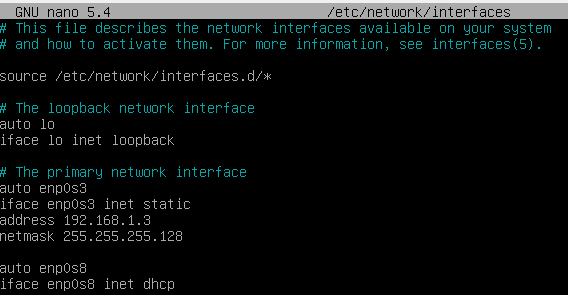 GNU nano 5.4 /etc/network/interfaces
# This file describes the network interfaces available on your system
# and how to activate them. For more information, see interfaces(5).
source /etc/network/interfaces.d/*
# The loopback network interface
auto lo
iface lo inet loopback
# The primary network interface
auto enp0s3
iface enp0s3 inet static
address 192.168.1.3
netmask 255.255.255.128
auto enp0s8
iface enp0s8 inet dhcp